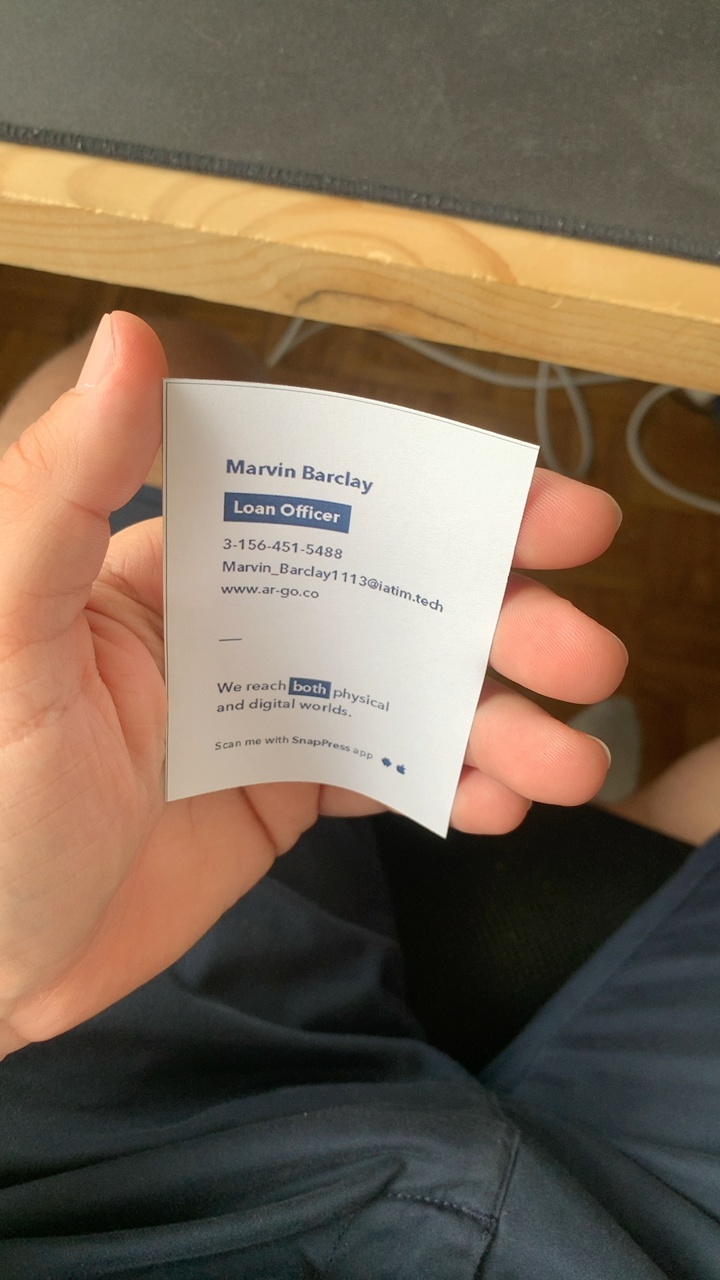 Marvin Barclay
Loan Officer
3-156-451-5488
Marvin_Barclay1113@iatim.tech
www.ar-go.co
We reach both physical
and digital worlds.
Scan me with SnapPress app